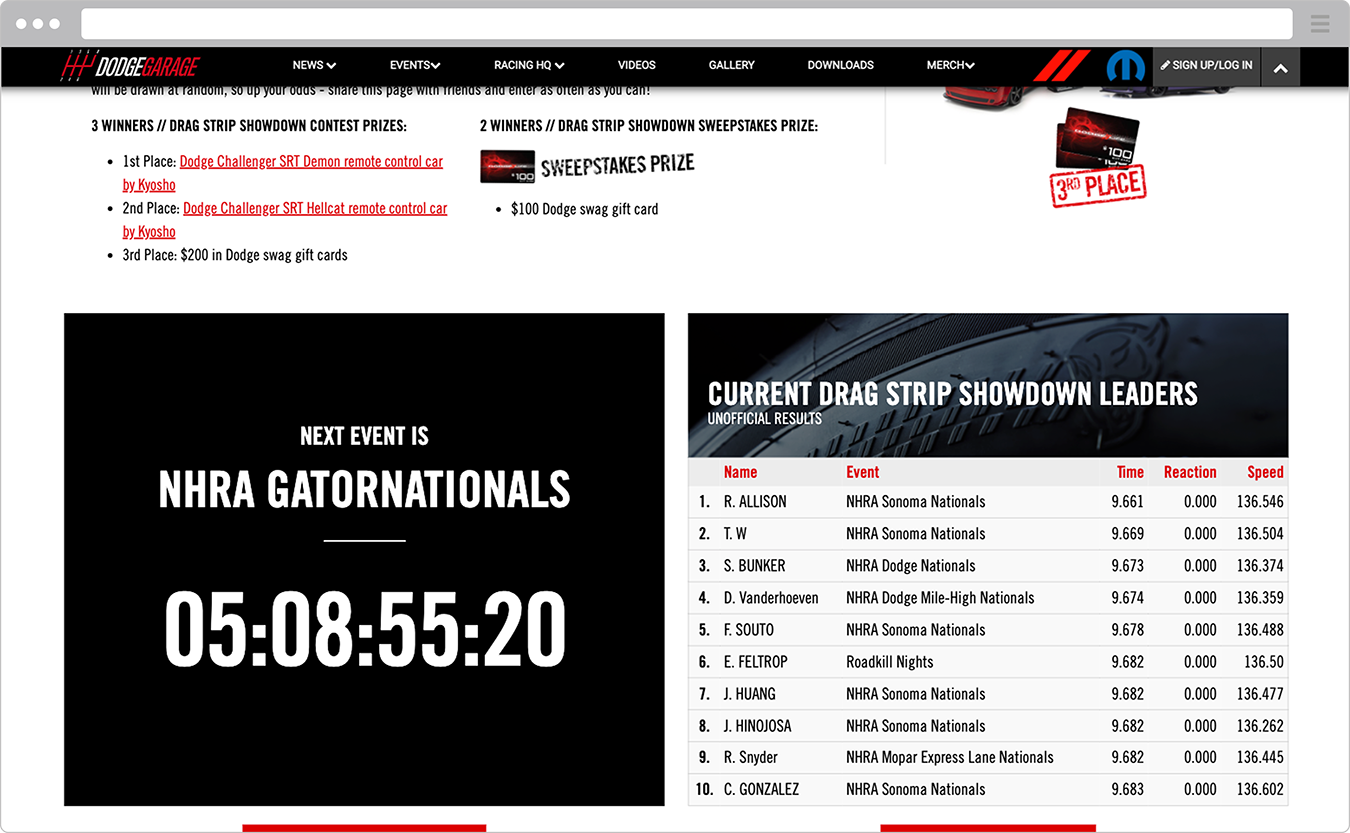 DODGEGARAGE
NEWS
EVENTS
RACING HQ
VIDEOS
GALLERY
DOWNLOADS
MERCH
SIGN UP/LOG IN
will be drawn at random, so up your odds - share this page with friends and enter as often as you can!
3 WINNERS // DRAG STRIP SHOWDOWN CONTEST PRIZES:
• 1st Place: Dodge Challenger SRT Demon remote control car
by Kyosho
• 2nd Place: Dodge Challenger SRT Hellcat remote control car
by Kyosho
• 3rd Place: $200 in Dodge swag gift cards
2 WINNERS // DRAG STRIP SHOWDOWN SWEEPSTAKES PRIZE:
$100
SWEEPSTAKES PRIZE
• $100 Dodge swag gift card
$100
3RD PLACE
NEXT EVENT IS
NHRA GATORNATIONALS
05:08:55:20
CURRENT DRAG STRIP SHOWDOWN LEADERS
UNOFFICIAL RESULTS
Name Event Time Reaction Speed
1. R. ALLISON NHRA Sonoma Nationals 9.661 0.000 136.546
2. T. W NHRA Sonoma Nationals 9.669 0.000 136.504
3. S. BUNKER NHRA Dodge Nationals 9.673 0.000 136.374
4. D. Vanderhoeven NHRA Dodge Mile-High Nationals 9.674 0.000 136.359
5. F. SOUTO NHRA Sonoma Nationals 9.678 0.000 136.488
6. E. FELTROP Roadkill Nights 9.682 0.000 136.50
7. J. HUANG NHRA Sonoma Nationals 9.682 0.000 136.477
8. J. HINOJOSA NHRA Sonoma Nationals 9.682 0.000 136.262
9. R. Snyder NHRA Mopar Express Lane Nationals 9.682 0.000 136.445
10. C. GONZALEZ NHRA Sonoma Nationals 9.683 0.000 136.602